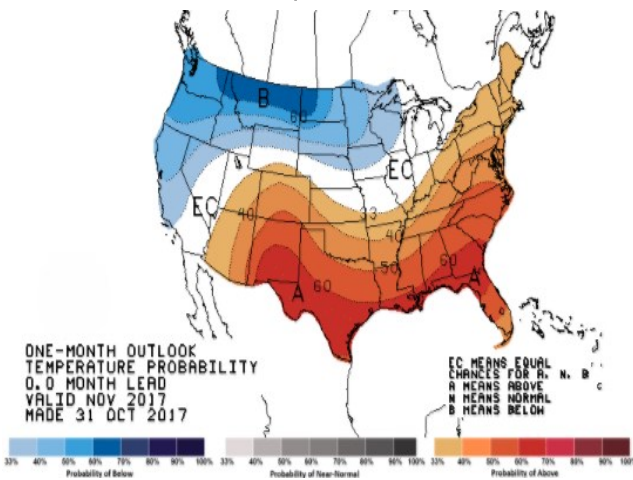 B
60
EC
EC
40
33
40
50
60
A
60
A
ONE-MONTH OUTLOOK
TEMPERATURE PROBABILITY
0.0 MONTH LEAD
VALID NOV 2017
MADE 31 OCT 2017
EC MEANS EQUAL
CHANCES FOR A, N, B
A MEANS ABOVE
N MEANS NORMAL
B MEANS BELOW
33% 40% 50% 60% 70% 80% 90% 100%
Probability of Below
33% 40% 50% 60% 70% 80% 90% 100%
Probability of Near-Normal
33% 40% 50% 60% 70% 80% 90% 100%
Probability of Above